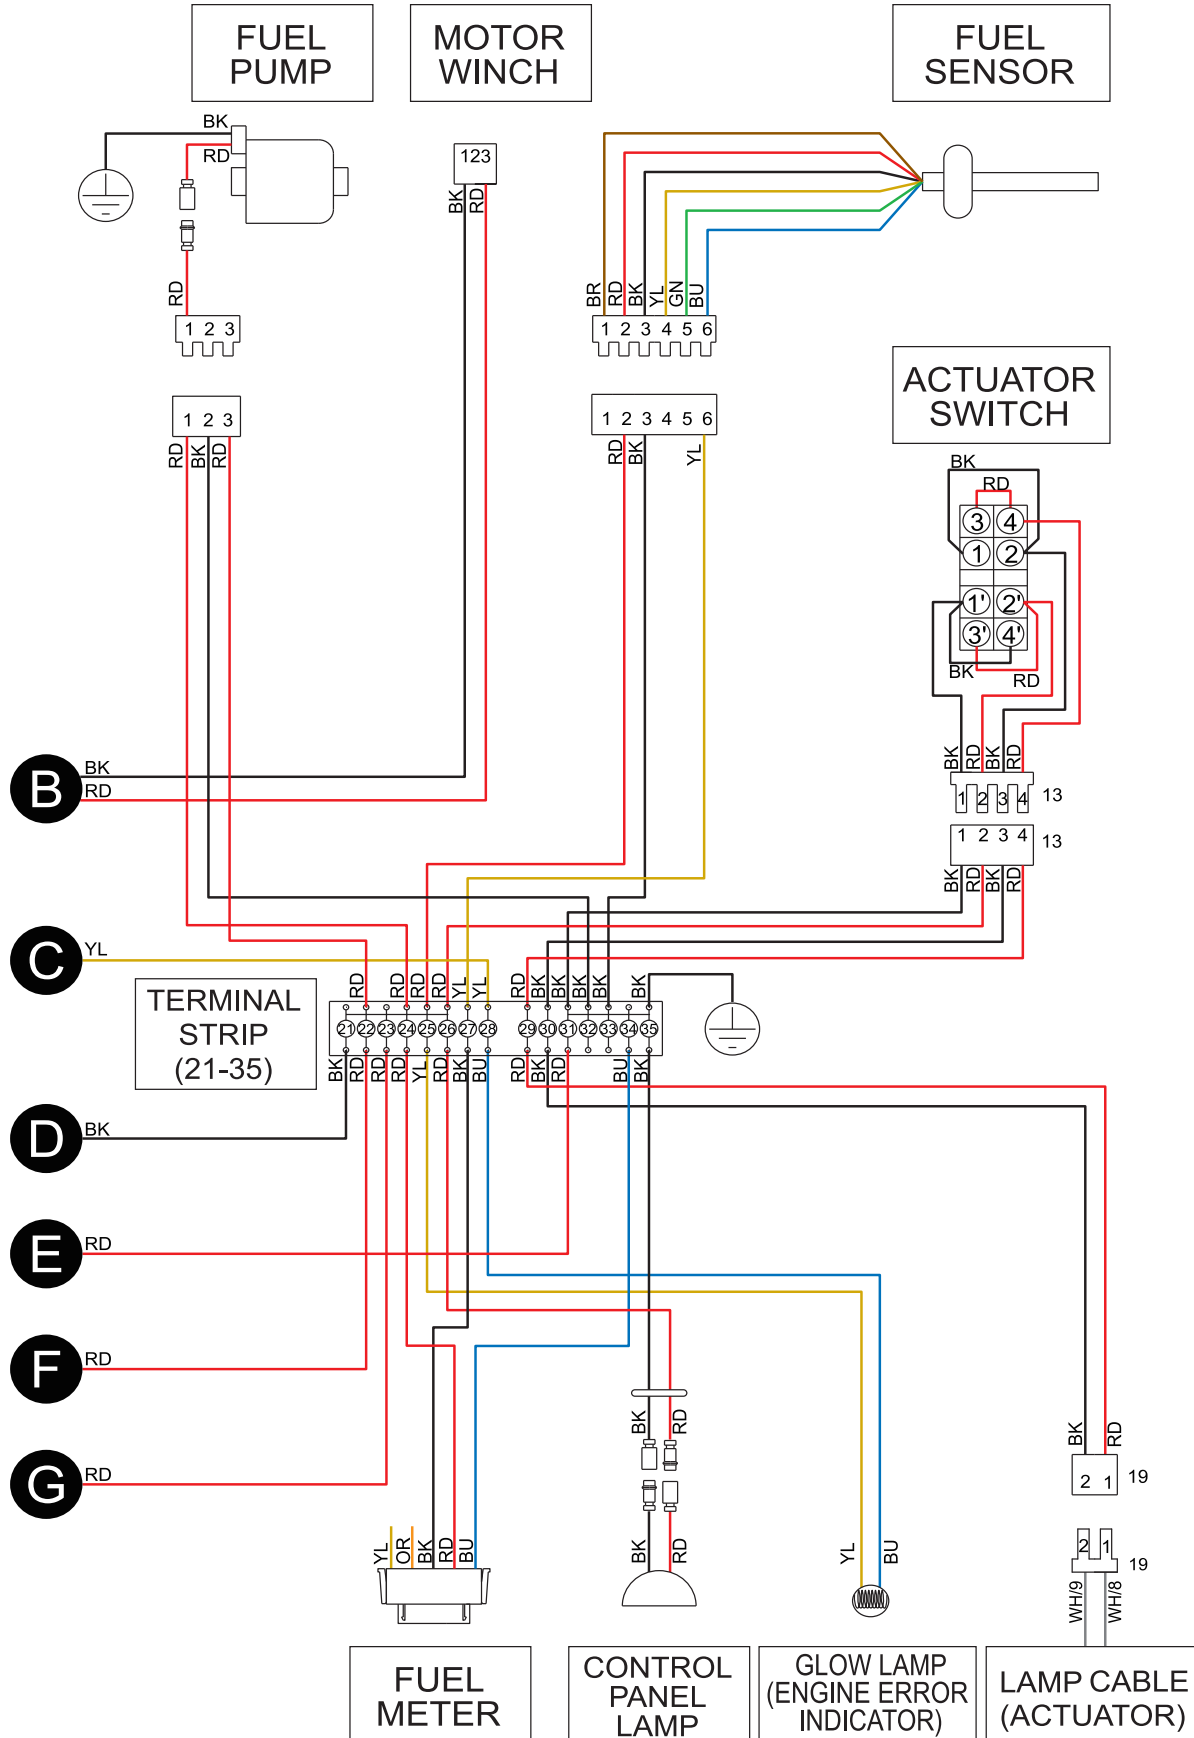 FUEL
PUMP
MOTOR
WINCH
FUEL
SENSOR
BK
RD
123
BK
RD
RD
1 2 3
BR
RD
BK
YL
GN
BU
1 2 3 4 5 6
1 2 3
RD
BK
RD
1 2 3 4 5 6
RD
BK
YL
ACTUATOR
SWITCH
BK
RD
3 4
1 2
1' 2'
3' 4'
BK
RD
BK
RD
BK
RD
1 2 3 4 13
1 2 3 4 13
BK
RD
BK
RD
B
BK
RD
C
YL
TERMINAL
STRIP
(21-35)
RD
RD
RD
RD
YL
YL
RD
BK
BK
BK
BK
BK
21 22 23 24 25 26 27 28 29 30 31 32 33 34 35
BK
RD
RD
RD
YL
RD
BK
BU
RD
BK
RD
BU
BK
D
BK
E
RD
F
RD
G
RD
BK
RD
BK
RD
2 1 19
YL
OR
BK
RD
BU
BK
RD
YL
BU
2 1 19
WH/9
WH/8
FUEL
METER
CONTROL
PANEL
LAMP
GLOW LAMP
(ENGINE ERROR
INDICATOR)
LAMP CABLE
(ACTUATOR)